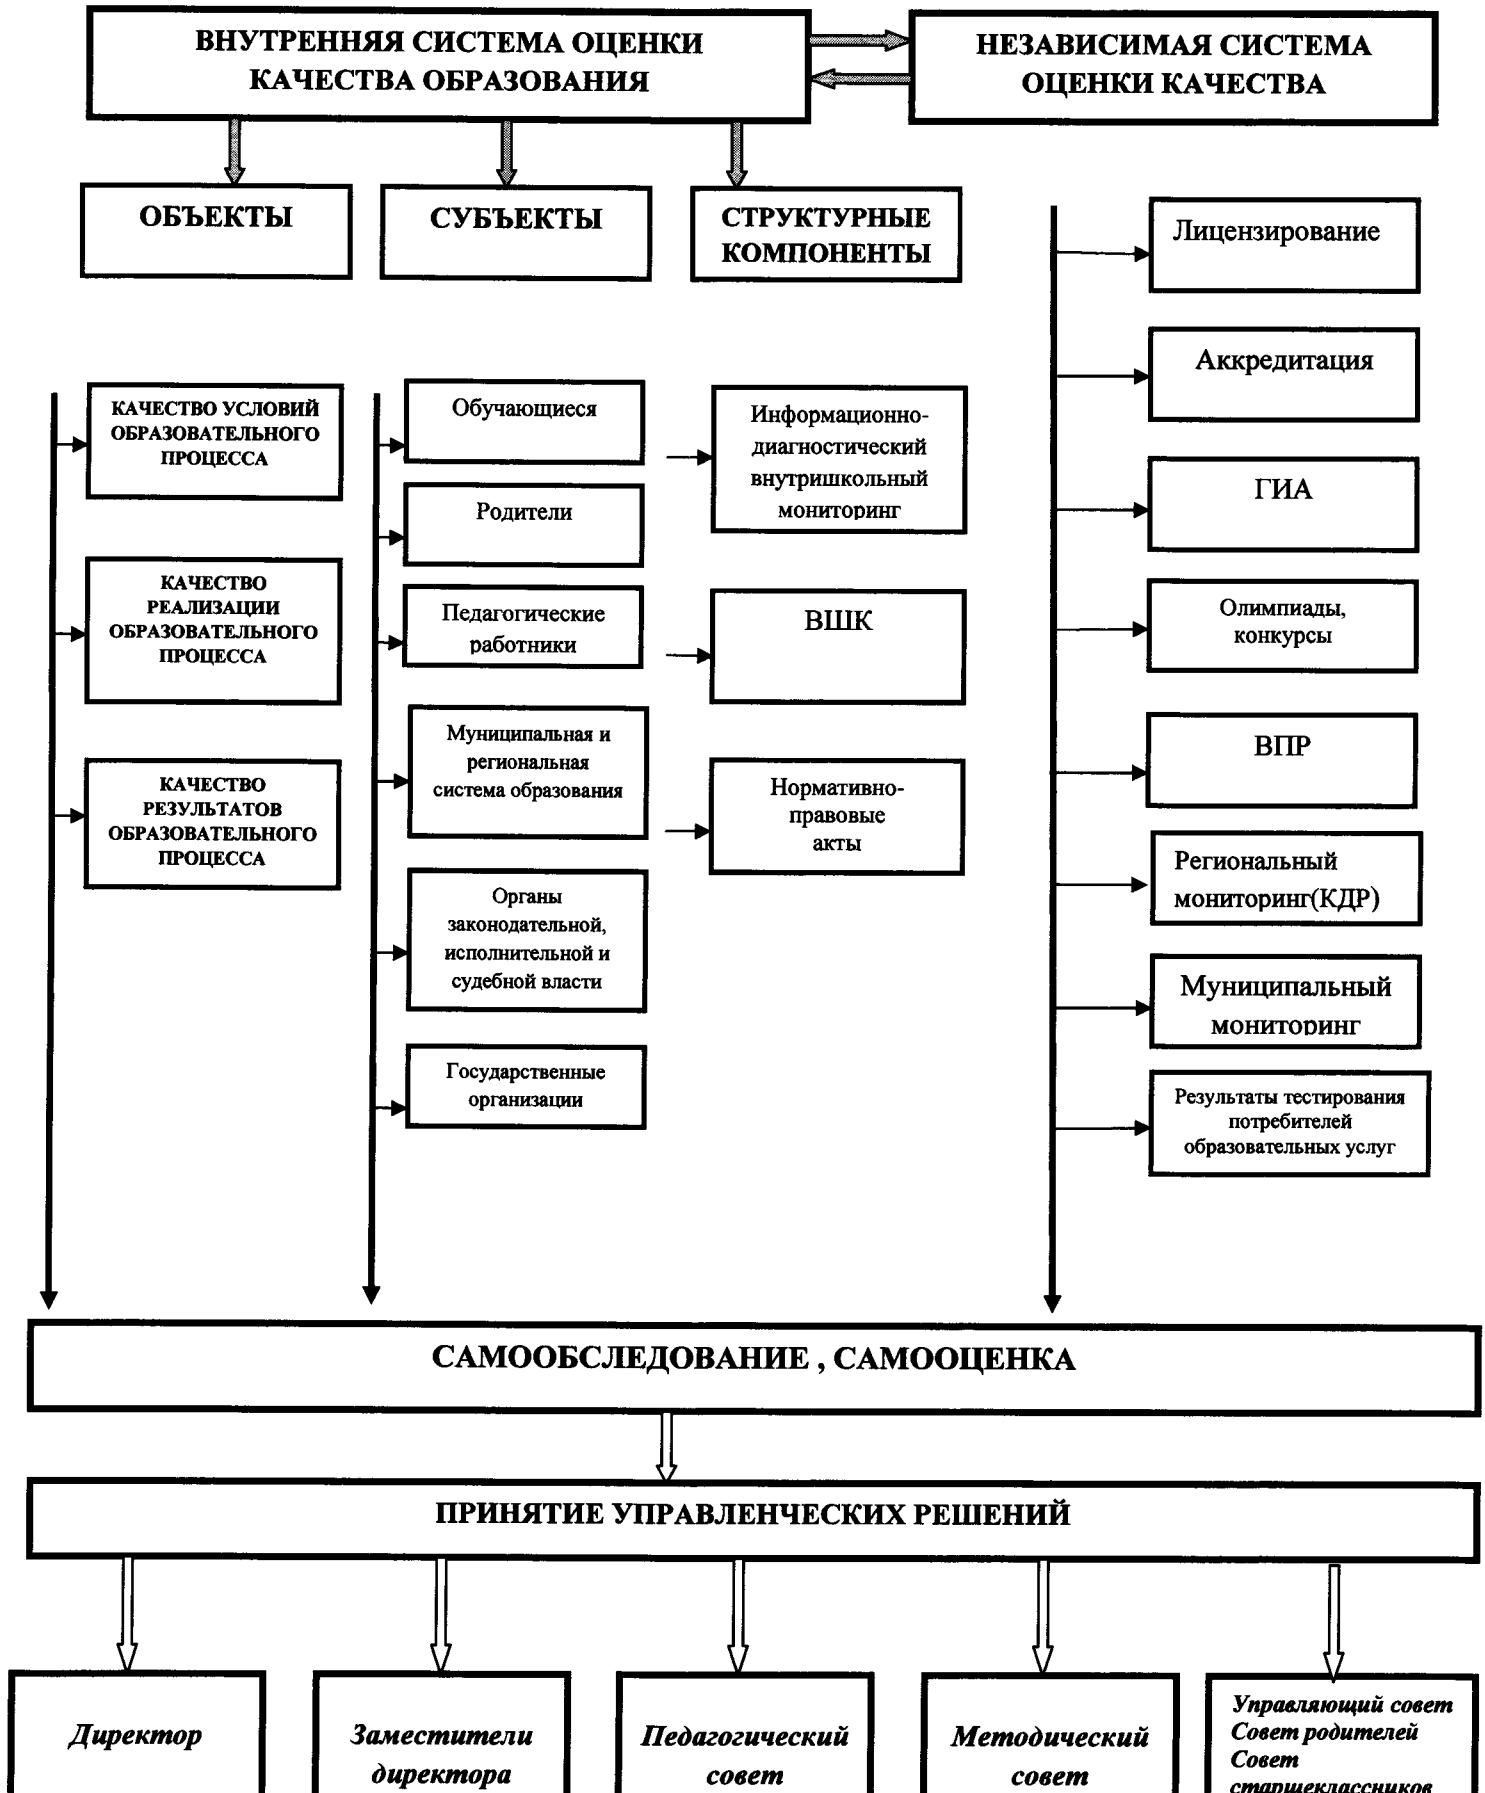 ВНУТРЕННЯЯ СИСТЕМА ОЦЕНКИ
КАЧЕСТВА ОБРАЗОВАНИЯ
НЕЗАВИСИМАЯ СИСТЕМА
ОЦЕНКИ КАЧЕСТВА
ОБЪЕКТЫ
СУБЪЕКТЫ
СТРУКТУРНЫЕ
КОМПОНЕНТЫ
КАЧЕСТВО УСЛОВИЙ
ОБРАЗОВАТЕЛЬНОГО
ПРОЦЕССА
КАЧЕСТВО
РЕАЛИЗАЦИИ
ОБРАЗОВАТЕЛЬНОГО
ПРОЦЕССА
КАЧЕСТВО
РЕЗУЛЬТАТОВ
ОБРАЗОВАТЕЛЬНОГО
ПРОЦЕССА
Обучающиеся
Родители
Педагогические
работники
Муниципальная и
региональная
система образования
Органы
законодательной,
исполнительной и
судебной власти
Государственные
организации
Информационно-
диагностический
внутришкольный
мониторинг
ВШК
Нормативно-
правовые
акты
Лицензирование
Аккредитация
ГИА
Олимпиады,
конкурсы
ВПР
Региональный
мониторинг(КДР)
Муниципальный
мониторинг
Результаты тестирования
потребителей
образовательных услуг
САМООБСЛЕДОВАНИЕ , САМООЦЕНКА
ПРИНЯТИЕ УПРАВЛЕНЧЕСКИХ РЕШЕНИЙ
Директор
Заместители
директора
Педагогический
совет
Методический
совет
Управляющий совет
Совет родителей
Совет
старшеклассников